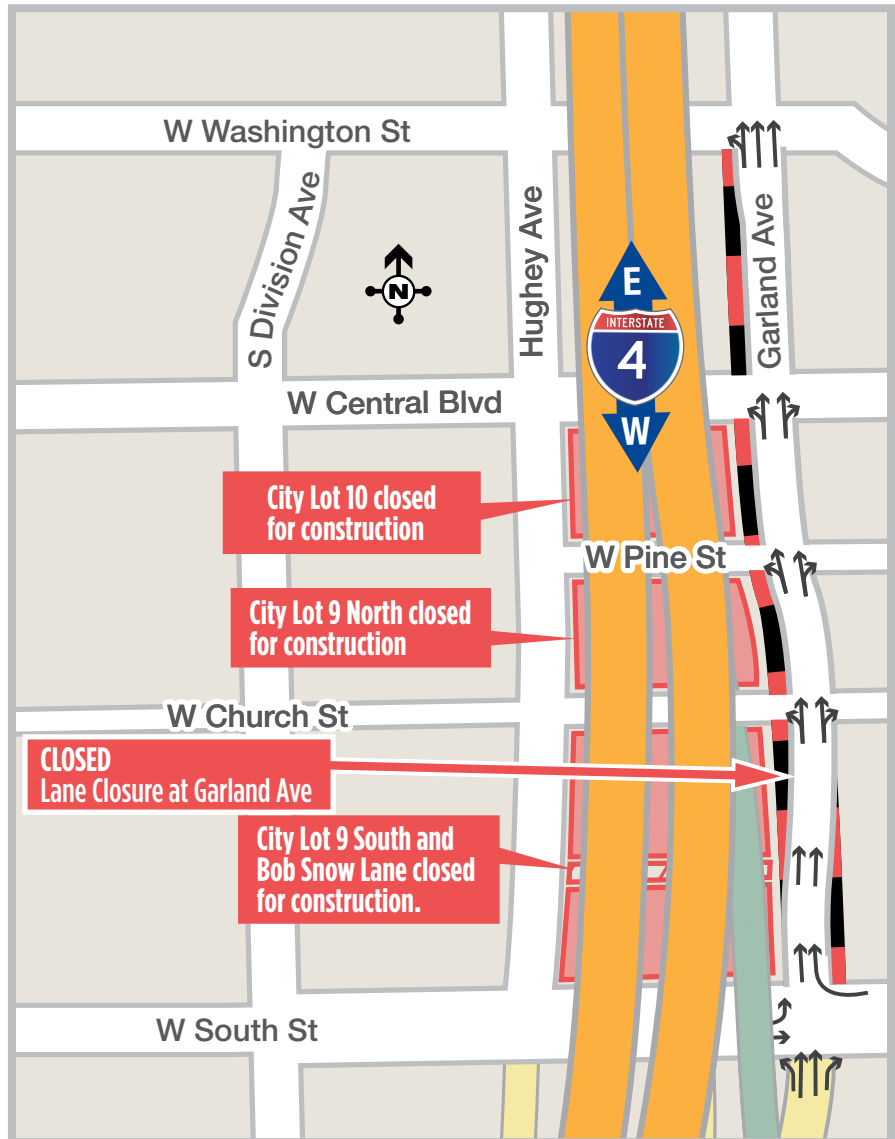 W Washington St
S Division Ave
N
Hughey Ave
E
INTERSTATE
4
W
Garland Ave
W Central Blvd
City Lot 10 closed
for construction
W Pine St
City Lot 9 North closed
for construction
W Church St
CLOSED
Lane Closure at Garland Ave
City Lot 9 South and
Bob Snow Lane closed
for construction.
W South St